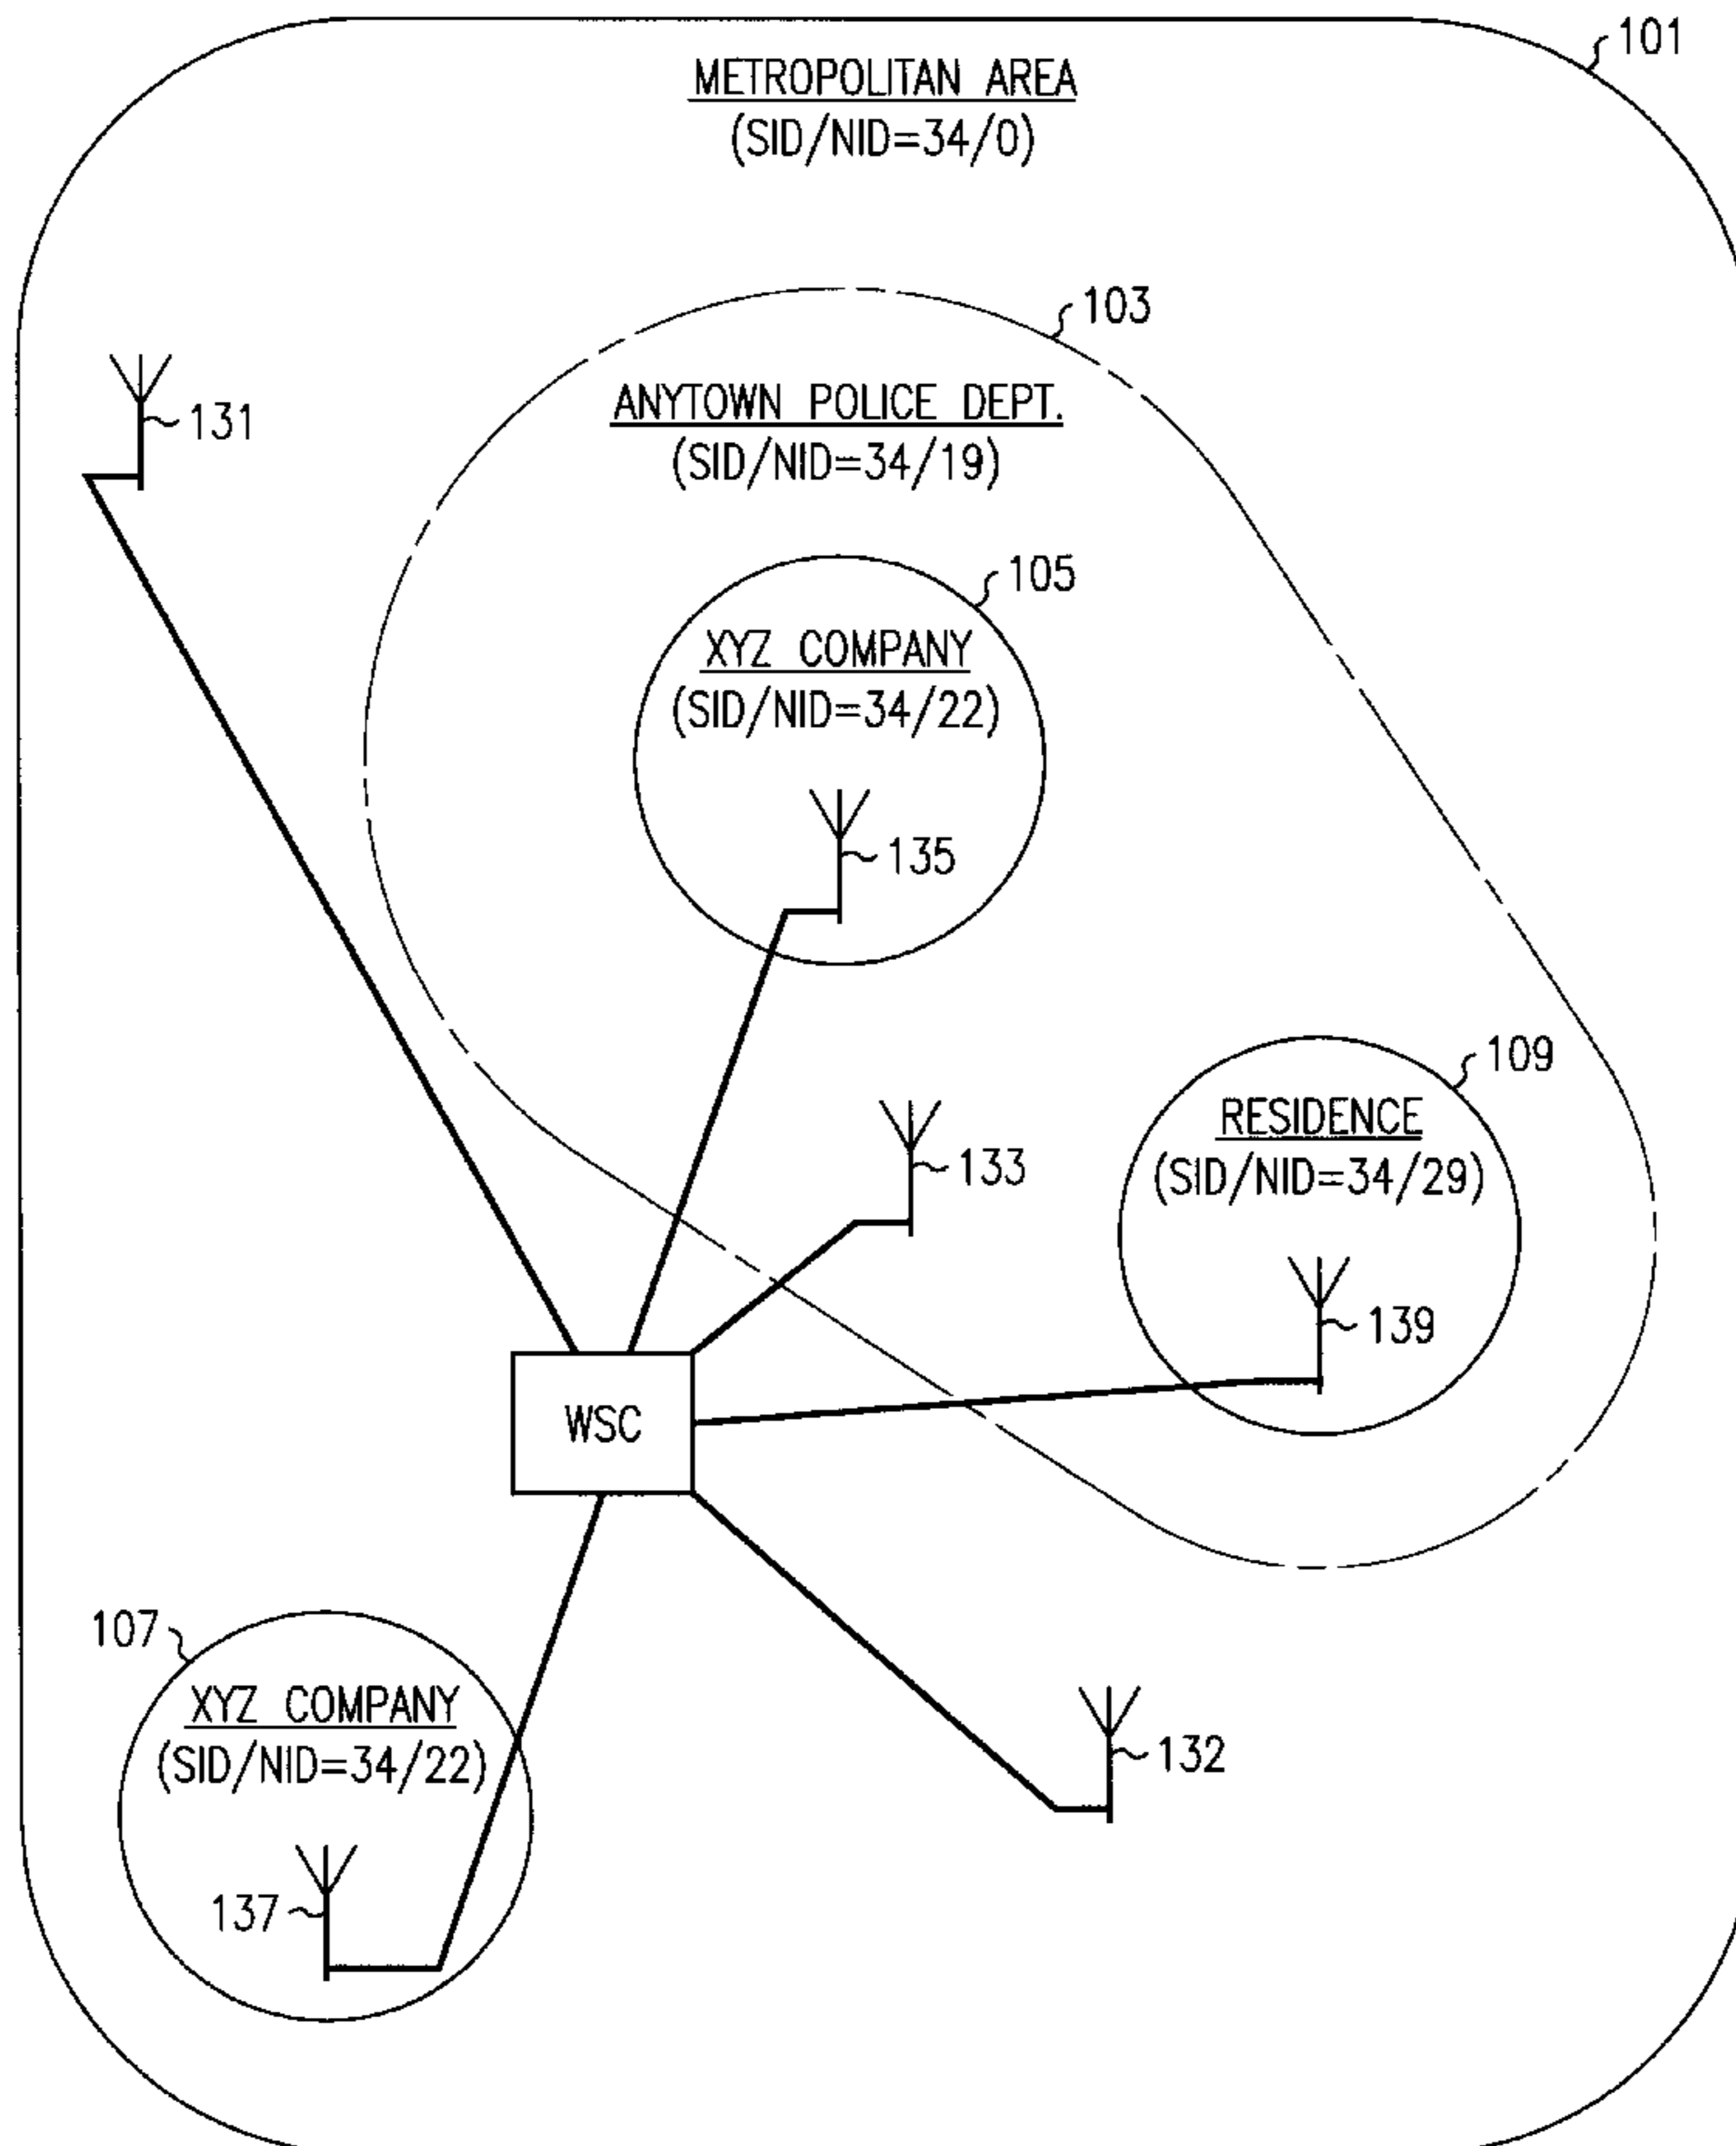 101
METROPOLITAN AREA
(SID/NID=34/0)
103
ANYTOWN POLICE DEPT.
(SID/NID=34/19)
131
105
XYZ COMPANY
(SID/NID=34/22)
135
109
RESIDENCE
(SID/NID=34/29)
133
139
WSC
107
XYZ COMPANY
(SID/NID=34/22)
132
137